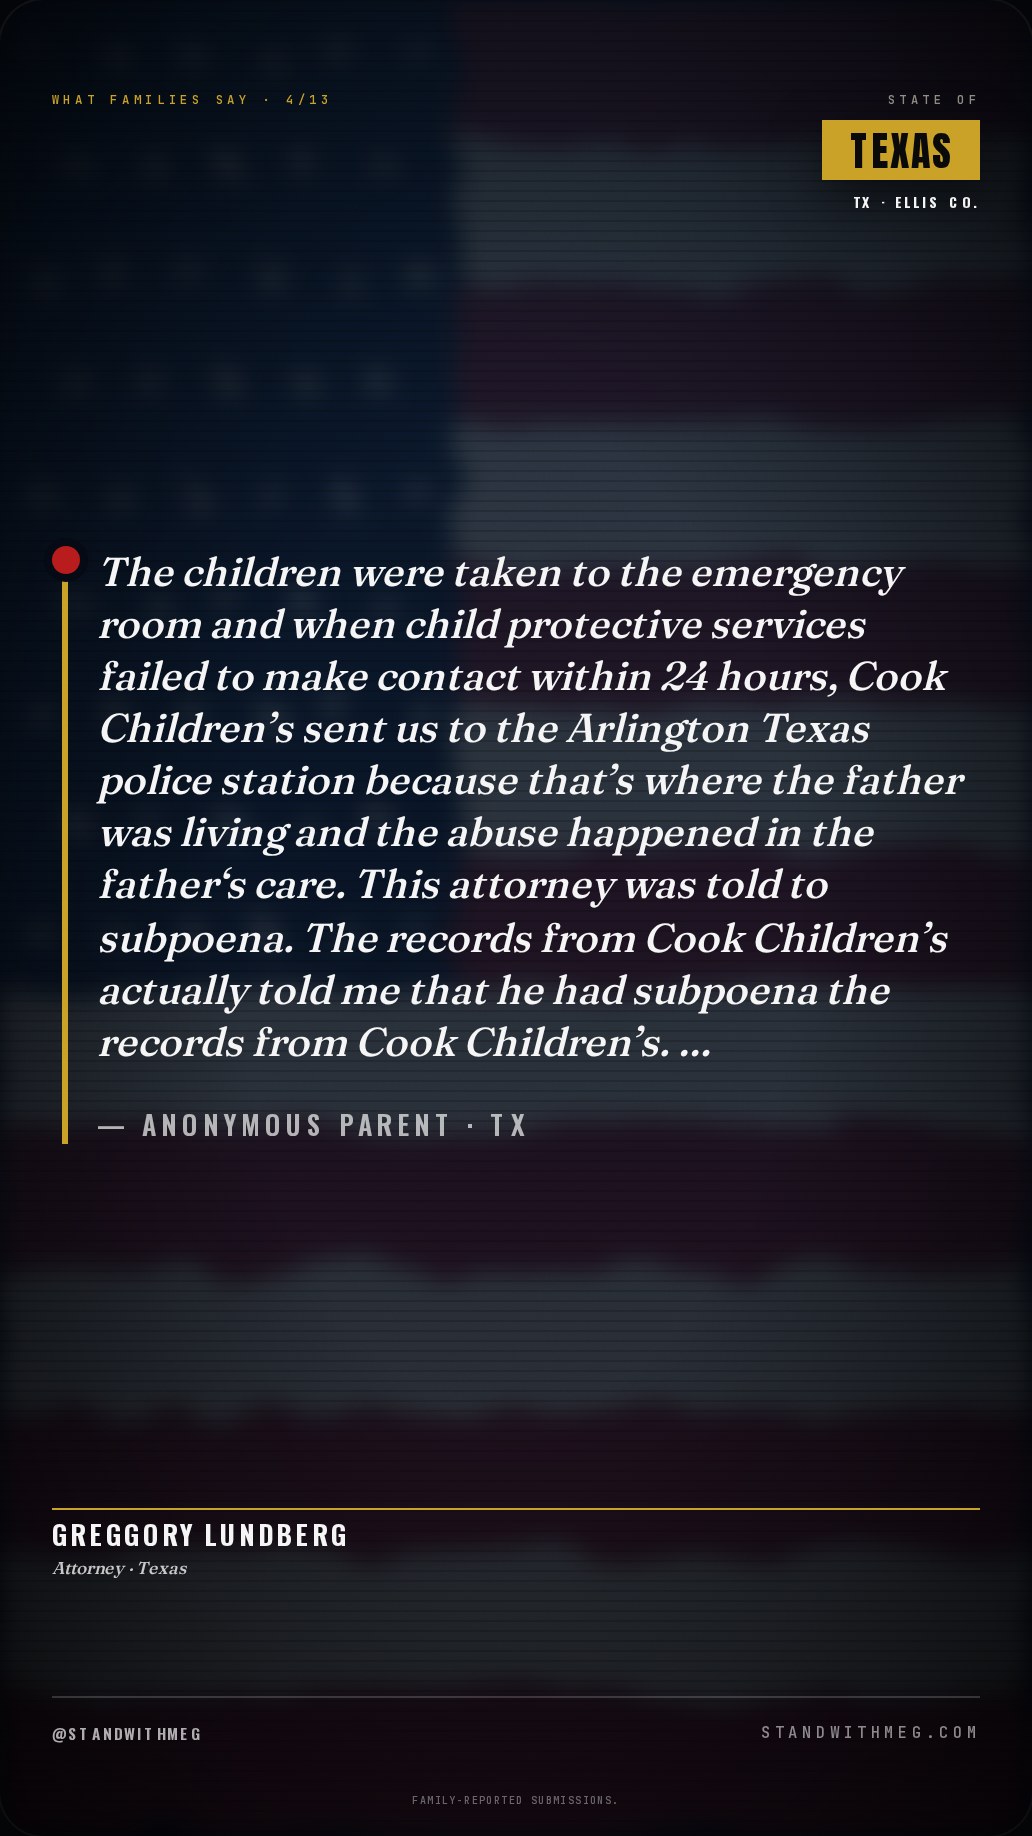 WHAT FAMILIES SAY · 4/13
STATE OF
TEXAS
TX · ELLIS CO.
The children were taken to the emergency
room and when child protective services
failed to make contact within 24 hours, Cook
Children’s sent us to the Arlington Texas
police station because that’s where the father
was living and the abuse happened in the
father‘s care. This attorney was told to
subpoena. The records from Cook Children’s
actually told me that he had subpoena the
records from Cook Children’s. ...
— ANONYMOUS PARENT · TX
GREGGORY LUNDBERG
Attorney · Texas
@STANDWITHMEG
STANDWITHMEG.COM
FAMILY-REPORTED SUBMISSIONS.